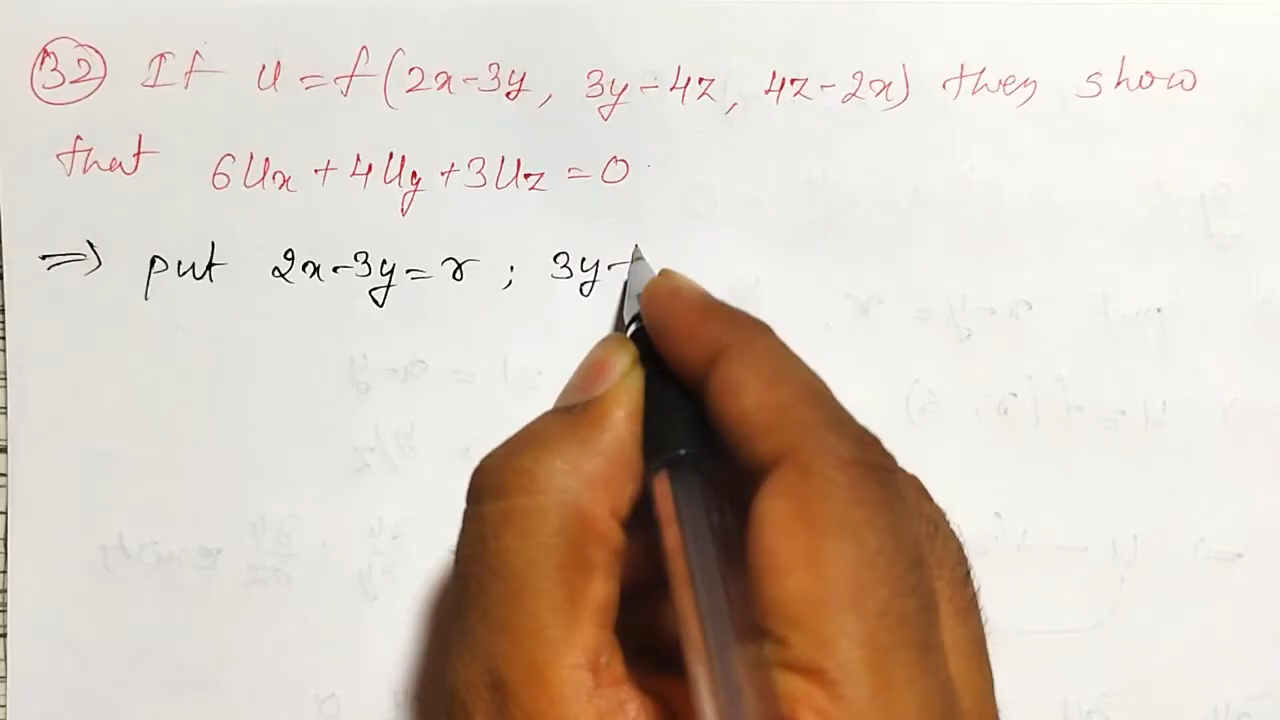 32 If u = f(2x-3y, 3y-4z, 4z-2x) then show
that 6Ux + 4Uy + 3Uz = 0
⇒ put 2x-3y = r ; 3y-